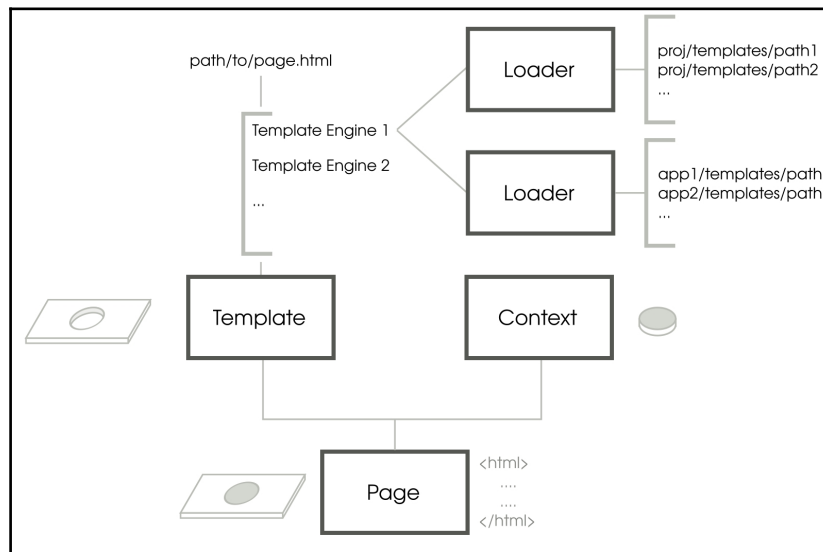 path/to/page.html
Template Engine 1
Template Engine 2
...
Loader
proj/templates/path1
proj/templates/path2
...
Loader
app1/templates/path
app2/templates/path
...
Template
Context
Page
<html>
....
....
</html>